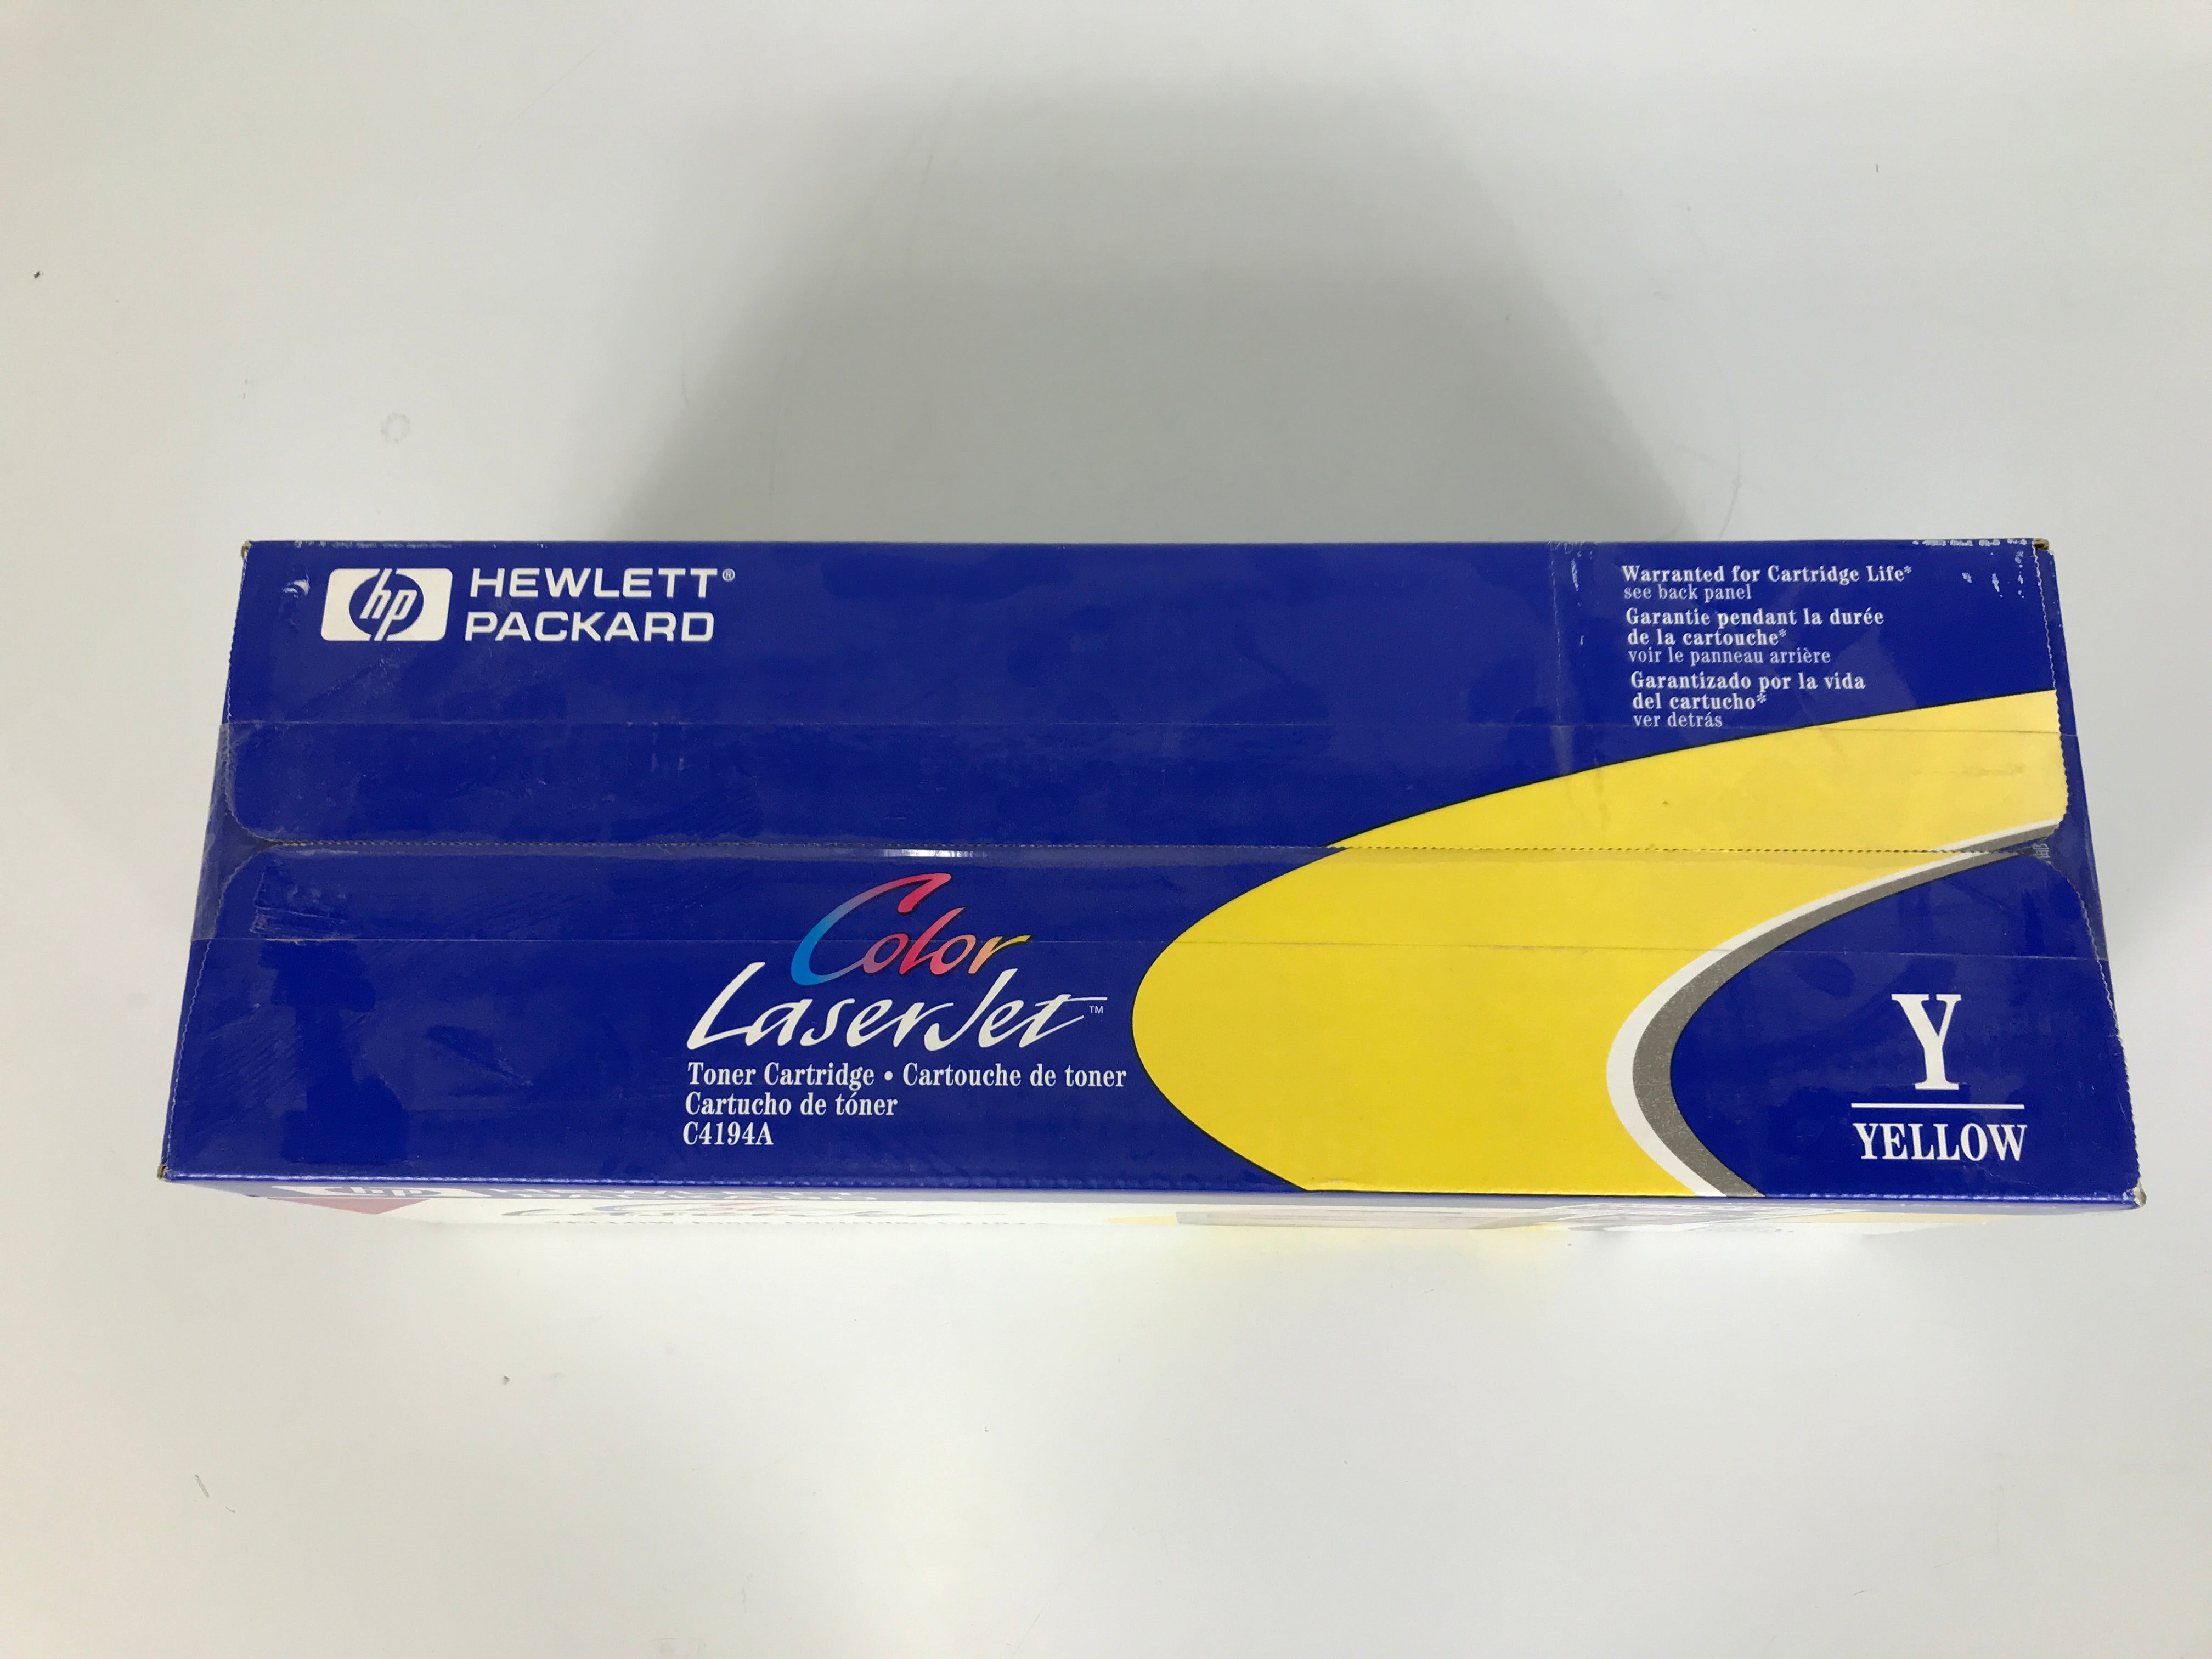 hp HEWLETT®
PACKARD
Warranted for Cartridge Life*
see back panel
Garantie pendant la durée
de la cartouche*
voir le panneau arrière
Garantizado por la vida
del cartucho*
ver detrás
Color
LaserJet™
Toner Cartridge • Cartouche de toner
Cartucho de tóner
C4194A
Y
YELLOW